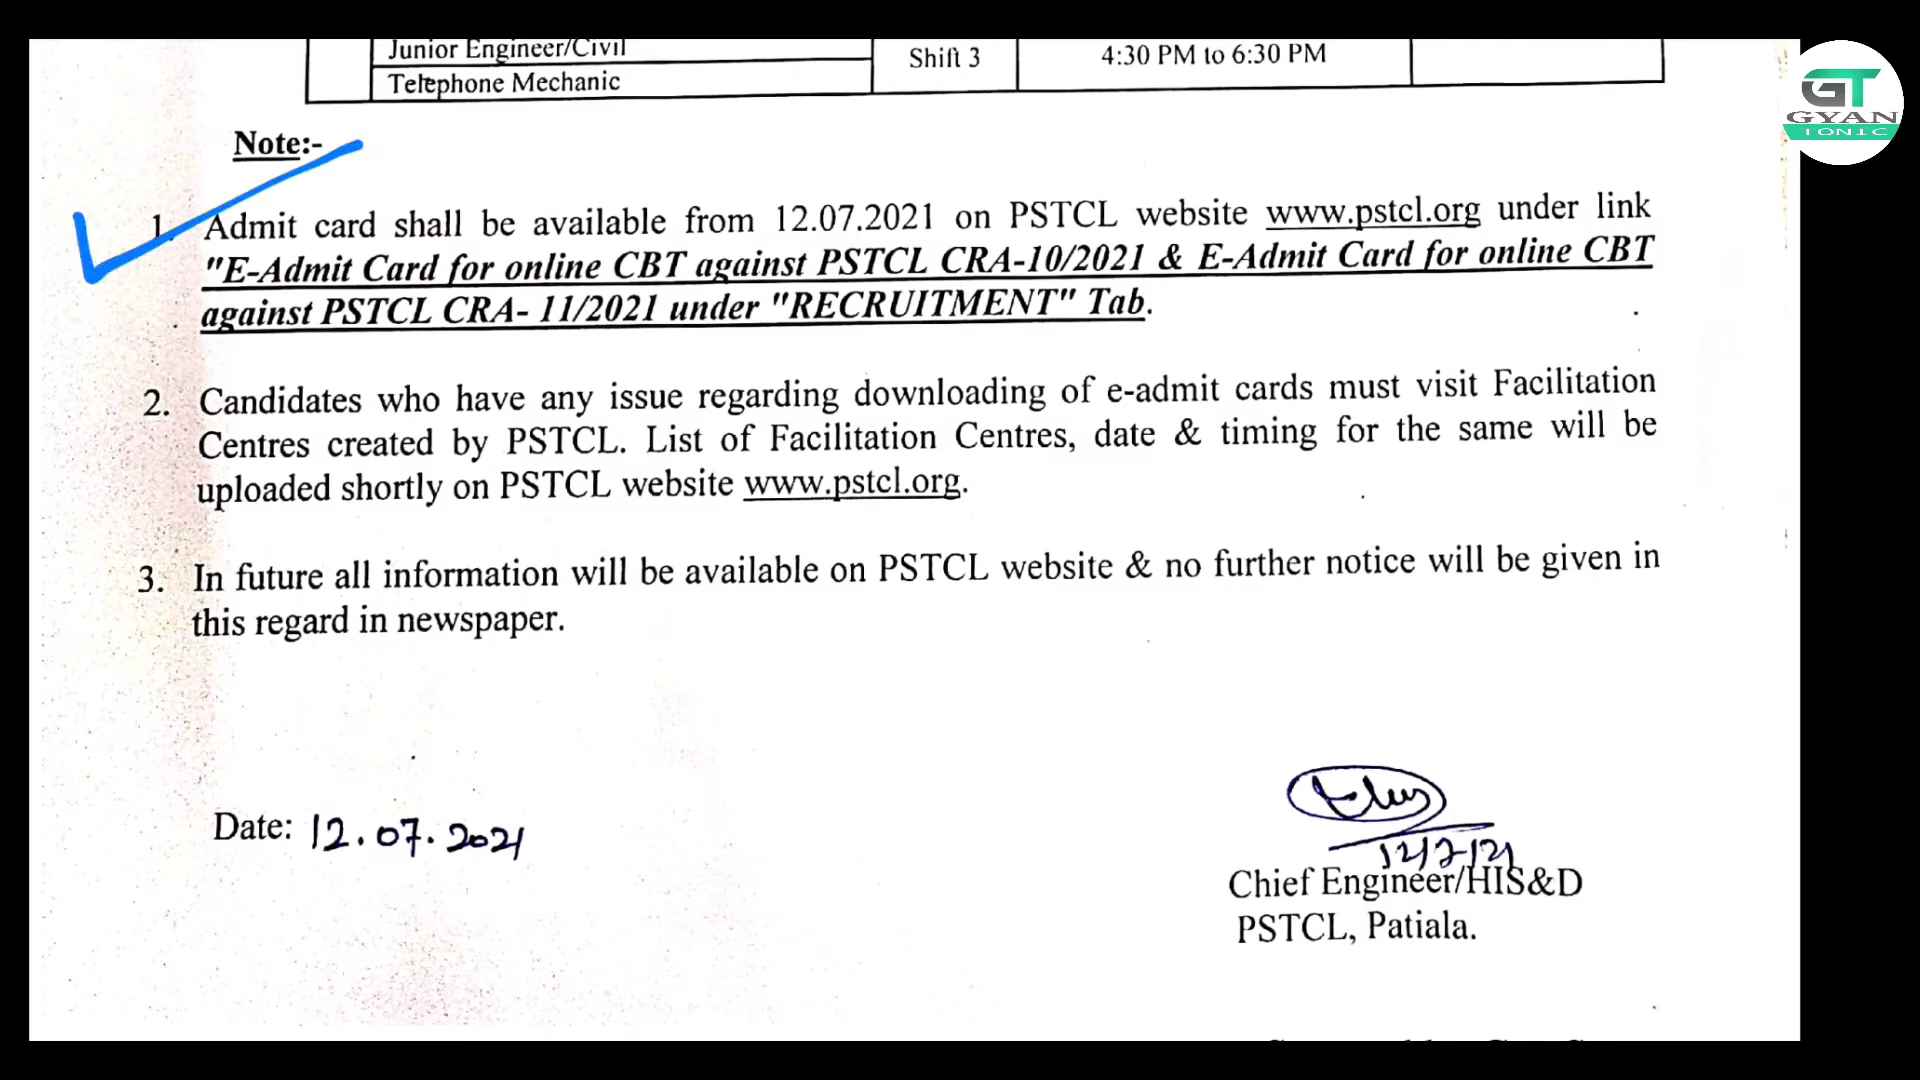 Junior Engineer/Civil
Telephone Mechanic
Shift 3
4:30 PM to 6:30 PM
GT
GYAN
TONIC
Note:-
1. Admit card shall be available from 12.07.2021 on PSTCL website www.pstcl.org under link
"E-Admit Card for online CBT against PSTCL CRA-10/2021 & E-Admit Card for online CBT
against PSTCL CRA- 11/2021 under "RECRUITMENT" Tab.
2. Candidates who have any issue regarding downloading of e-admit cards must visit Facilitation
Centres created by PSTCL. List of Facilitation Centres, date & timing for the same will be
uploaded shortly on PSTCL website www.pstcl.org.
3. In future all information will be available on PSTCL website & no further notice will be given in
this regard in newspaper.
Date: 12.07.2021
12/7/21
Chief Engineer/HIS&D
PSTCL, Patiala.